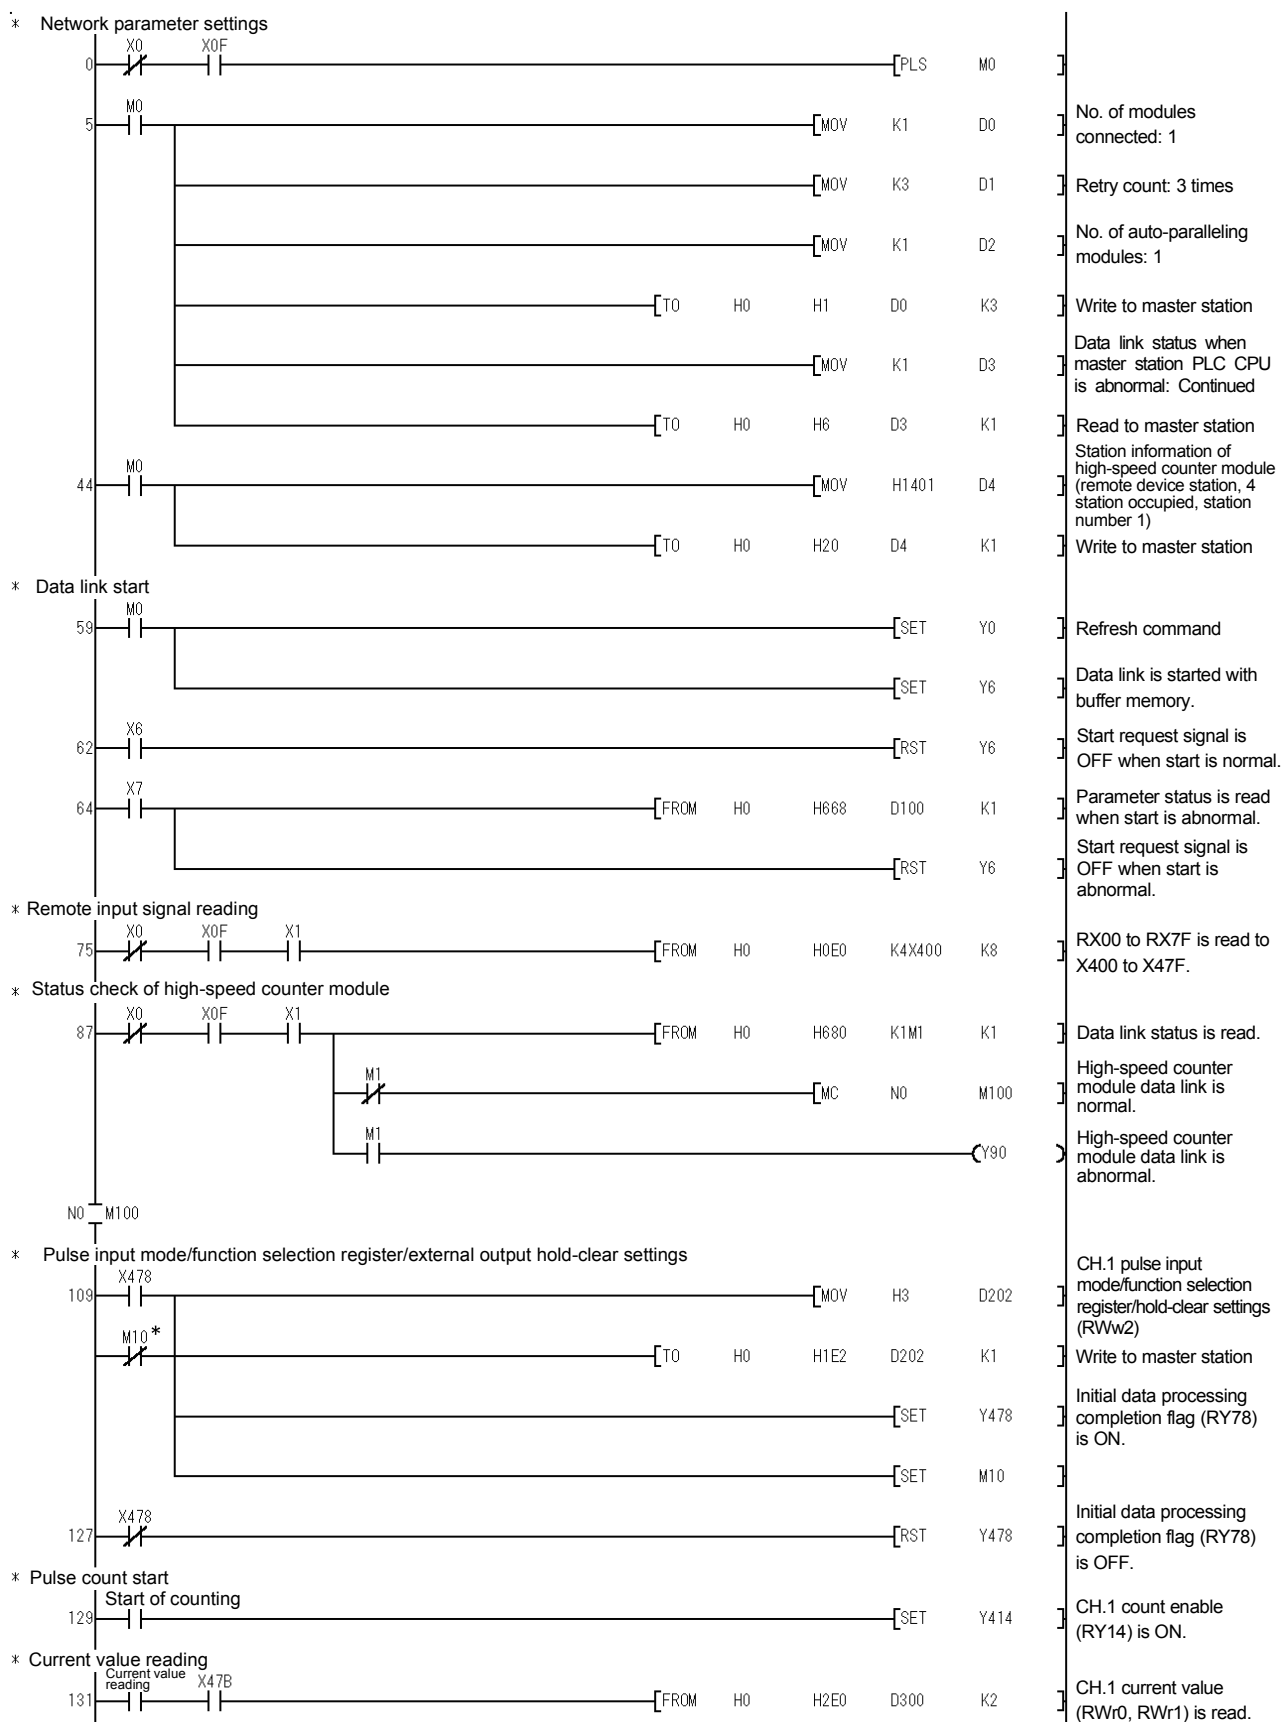 * Network parameter settings
X0 X0F
0 PLS M0
M0
5 MOV K1 D0
No. of modules
connected: 1
MOV K3 D1 Retry count: 3 times
MOV K1 D2
No. of auto-paralleling
modules: 1
TO H0 H1 D0 K3 Write to master station
MOV K1 D3
Data link status when
master station PLC CPU
is abnormal: Continued
TO H0 H6 D3 K1 Read to master station
M0
44 MOV H1401 D4
Station information of
high-speed counter module
(remote device station, 4
station occupied, station
number 1)
TO H0 H20 D4 K1 Write to master station
* Data link start
M0
59 SET Y0 Refresh command
SET Y6
Data link is started with
buffer memory.
X6
62 RST Y6
Start request signal is
OFF when start is normal.
X7
64 FROM H0 H668 D100 K1
Parameter status is read
when start is abnormal.
RST Y6
Start request signal is
OFF when start is
abnormal.
* Remote input signal reading
X0 X0F X1
75 FROM H0 H0E0 K4X400 K8
RX00 to RX7F is read to
X400 to X47F.
* Status check of high-speed counter module
X0 X0F X1
87 FROM H0 H680 K1M1 K1 Data link status is read.
M1
MC N0 M100
High-speed counter
module data link is
normal.
M1
Y90
High-speed counter
module data link is
abnormal.
N0 M100
* Pulse input mode/function selection register/external output hold-clear settings
X478
109 MOV H3 D202
CH.1 pulse input
mode/function selection
register/hold-clear settings
(RWw2)
M10 *
TO H0 H1E2 D202 K1 Write to master station
SET Y478
Initial data processing
completion flag (RY78)
is ON.
SET M10
X478
127 RST Y478
Initial data processing
completion flag (RY78)
is OFF.
* Pulse count start
Start of counting
129 SET Y414
CH.1 count enable
(RY14) is ON.
* Current value reading
Current value
reading X47B
131 FROM H0 H2E0 D300 K2
CH.1 current value
(RWr0, RWr1) is read.